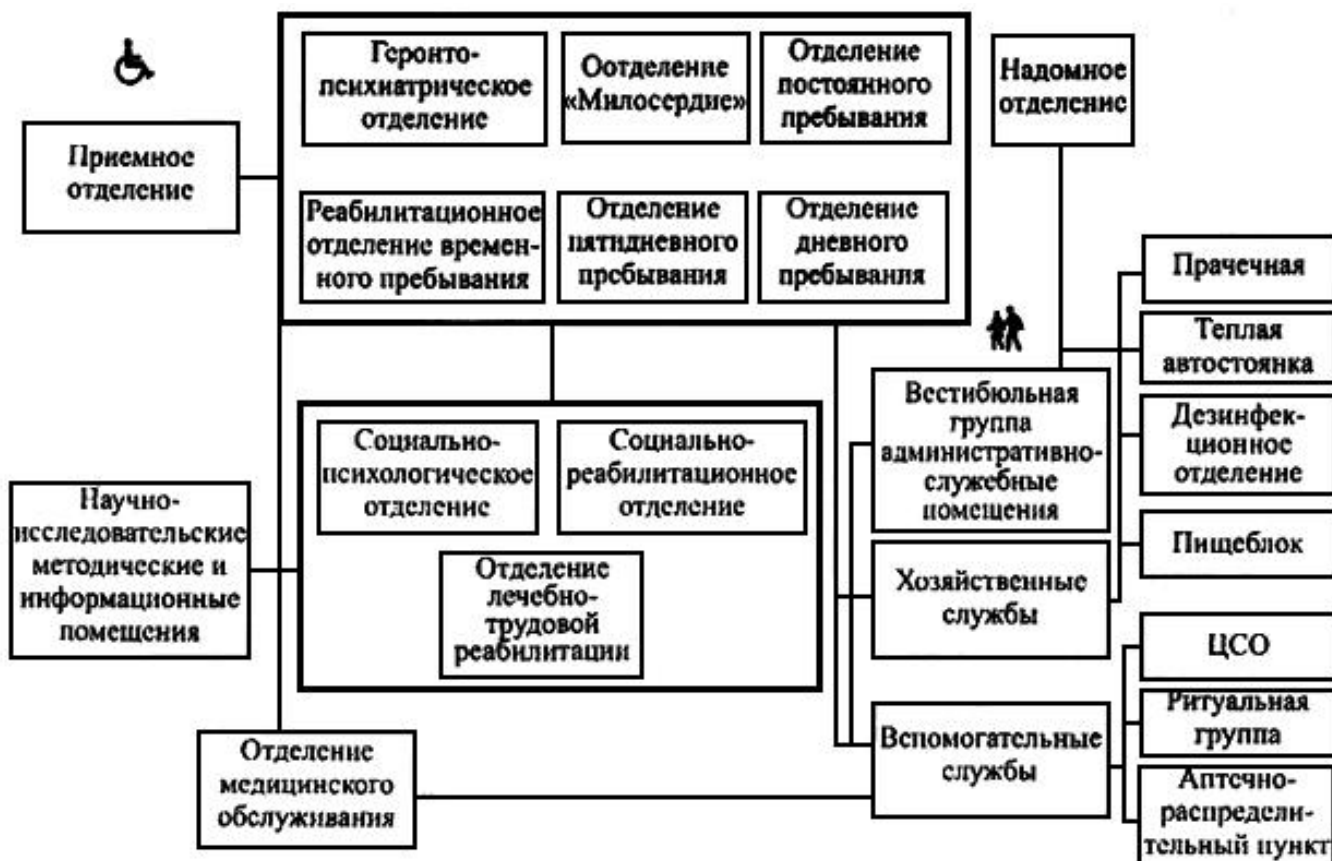 Геронто-
психиатрическое
отделение
Оотделение
«Милосердие»
Отделение
постоянного
пребывания
Надомное
отделение
Приемное
отделение
Реабилитационное
отделение времен-
ного пребывания
Отделение
пятидневного
пребывания
Отделение
дневного
пребывания
Прачечная
Теплая
автостоянка
Вестибюльная
группа
административно-
служебные
помещения
Дезинфек-
ционное
отделение
Социально-
психологическое
отделение
Социально-
реабилитационное
отделение
Научно-
исследовательские
методические и
информационные
помещения
Отделение
лечебно-
трудовой
реабилитации
Хозяйственные
службы
Пищеблок
ЦСО
Ритуальная
группа
Отделение
медицинского
обслуживания
Вспомогательные
службы
Аптечно-
распредели-
тельный пункт